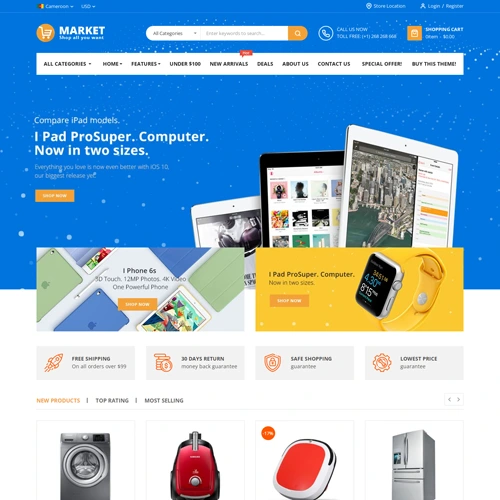 Cameroon
USD
Store Location
Login / Register
MARKET
Shop all you want
All Categories
Enter keywords to search...
CALL US NOW
TOLL FREE: (+1) 268 268 668
SHOPPING CART
0item - $0.00
ALL CATEGORIES
HOME
FEATURES
UNDER $100
NEW ARRIVALS
DEALS
ABOUT US
CONTACT US
SPECIAL OFFER!
BUY THIS THEME!
Compare iPad models.
I Pad ProSuper. Computer.
Now in two sizes.
Everything you love is now even better with iOS 10,
our biggest release yet.
SHOP NOW
I Phone 6s
3D Touch. 12MP Photos. 4K Video
One Powerful Phone
SHOP NOW
I Pad ProSuper. Computer.
Now in two sizes.
SHOP NOW
FREE SHIPPING
On all orders over $99
30 DAYS RETURN
money back guarantee
SAFE SHOPPING
guarantee
LOWEST PRICE
guarantee
NEW PRODUCTS | TOP RATING | MOST SELLING